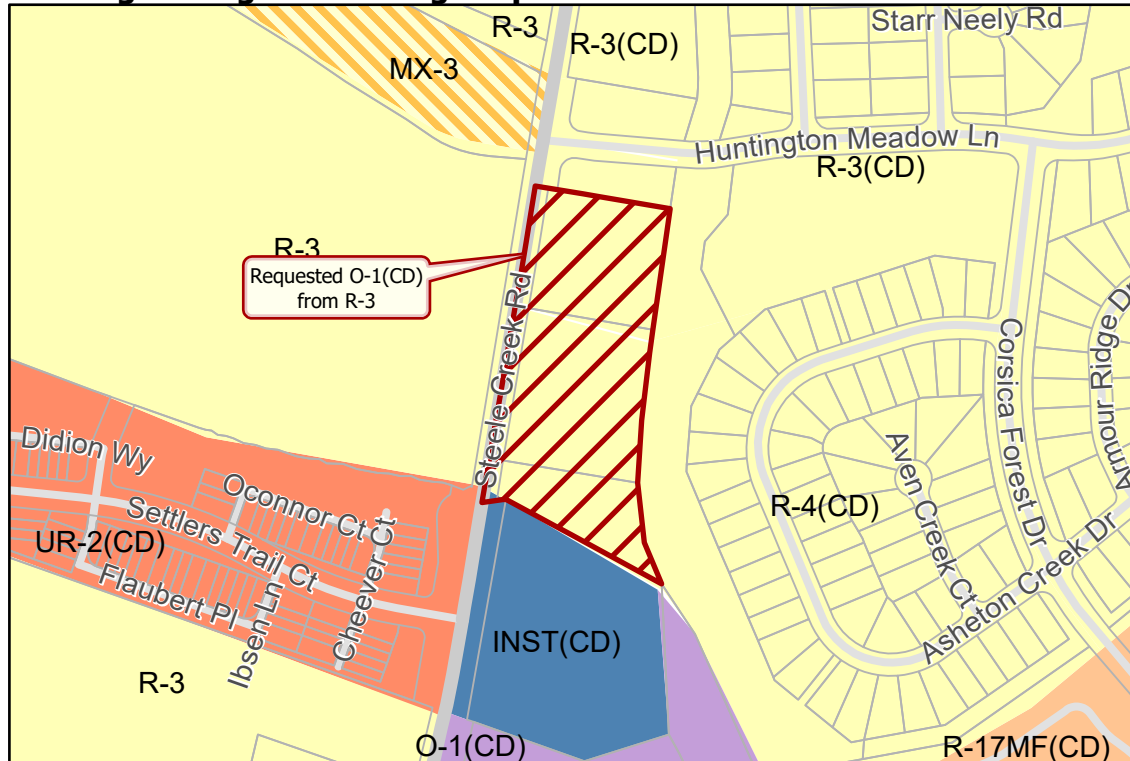 R-3
R-3(CD)
Starr Neely Rd
MX-3
Huntington Meadow Ln
R-3(CD)
R-3
Requested O-1(CD)
from R-3
Steele Creek Rd
Corsica Forest Dr
Armour Ridge Dr
Didion Wy
Oconnor Ct
Settlers Trail Ct
UR-2(CD)
Flaubert Pl
Ibsen Ln
Cheever Ct
R-4(CD)
Aven Creek Ct
Asheton Creek Dr
INST(CD)
R-3
O-1(CD)
R-17MF(CD)